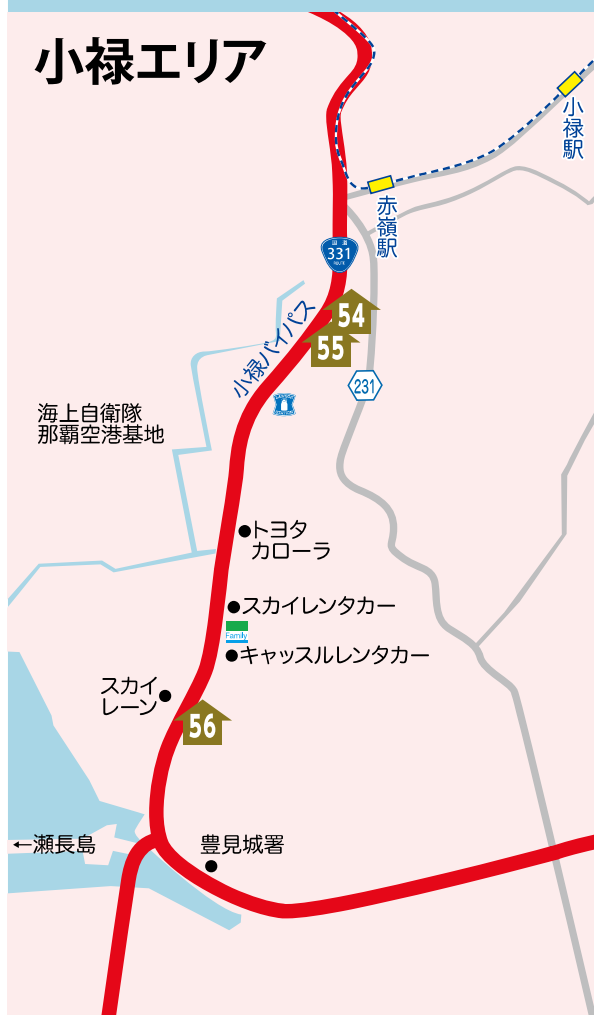 小禄エリア
小禄駅
赤嶺駅
国道
331
ROUTE
54
小禄バイパス
55
231
海上自衛隊
那覇空港基地
トヨタ
カローラ
スカイレンタカー
Family
キャッスルレンタカー
スカイ
レーン
56
←瀬長島
豊見城署